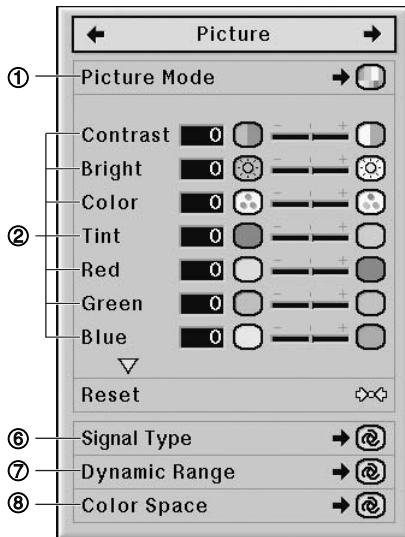 Picture
① Picture Mode
Contrast 0 - +
Bright 0 - +
Color 0 - +
② Tint 0 - +
Red 0 - +
Green 0 - +
Blue 0 - +
Reset
⑥ Signal Type
⑦ Dynamic Range
⑧ Color Space